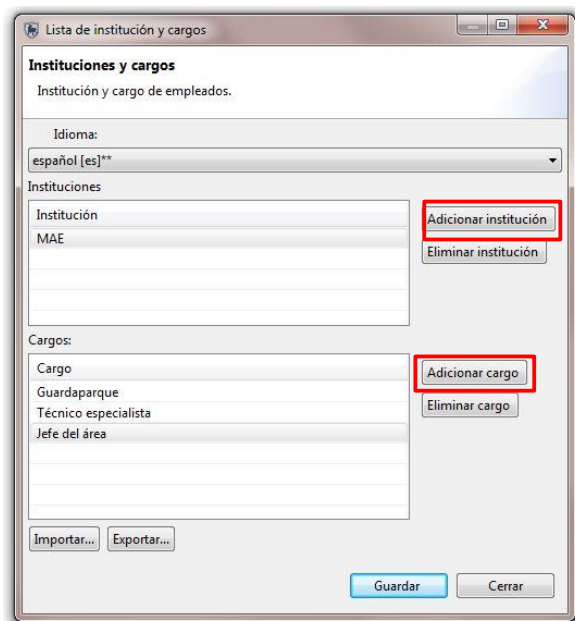 Lista de institución y cargos
Instituciones y cargos
Institución y cargo de empleados.
Idioma:
español [es]**
Instituciones
Institución
MAE
Adicionar institución
Eliminar institución
Cargos:
Cargo
Guardaparque
Técnico especialista
Jefe del área
Adicionar cargo
Eliminar cargo
Importar... Exportar...
Guardar Cerrar